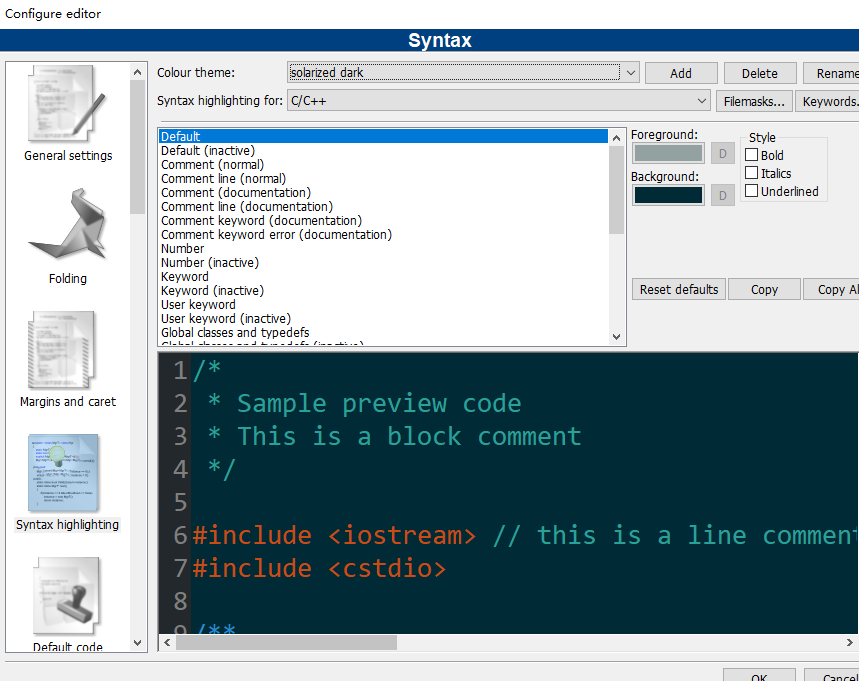 Configure editor
Syntax
General settings
Folding
Margins and caret
Syntax highlighting
Default code
Colour theme:
solarized dark
Add
Delete
Rename
Syntax highlighting for:
C/C++
Filemasks...
Keywords.
Default
Default (inactive)
Comment (normal)
Comment line (normal)
Comment (documentation)
Comment line (documentation)
Comment keyword (documentation)
Comment keyword error (documentation)
Number
Number (inactive)
Keyword
Keyword (inactive)
User keyword
User keyword (inactive)
Global classes and typedefs
Global classes and typedefs (inactive)
Foreground:
D
Background:
D
Style
Bold
Italics
Underlined
Reset defaults
Copy
Copy Al
1 /*
2  * Sample preview code
3  * This is a block comment
4  */
5
6 #include <iostream> // this is a line comment
7 #include <cstdio>
8
9 /**
OK
Cancel